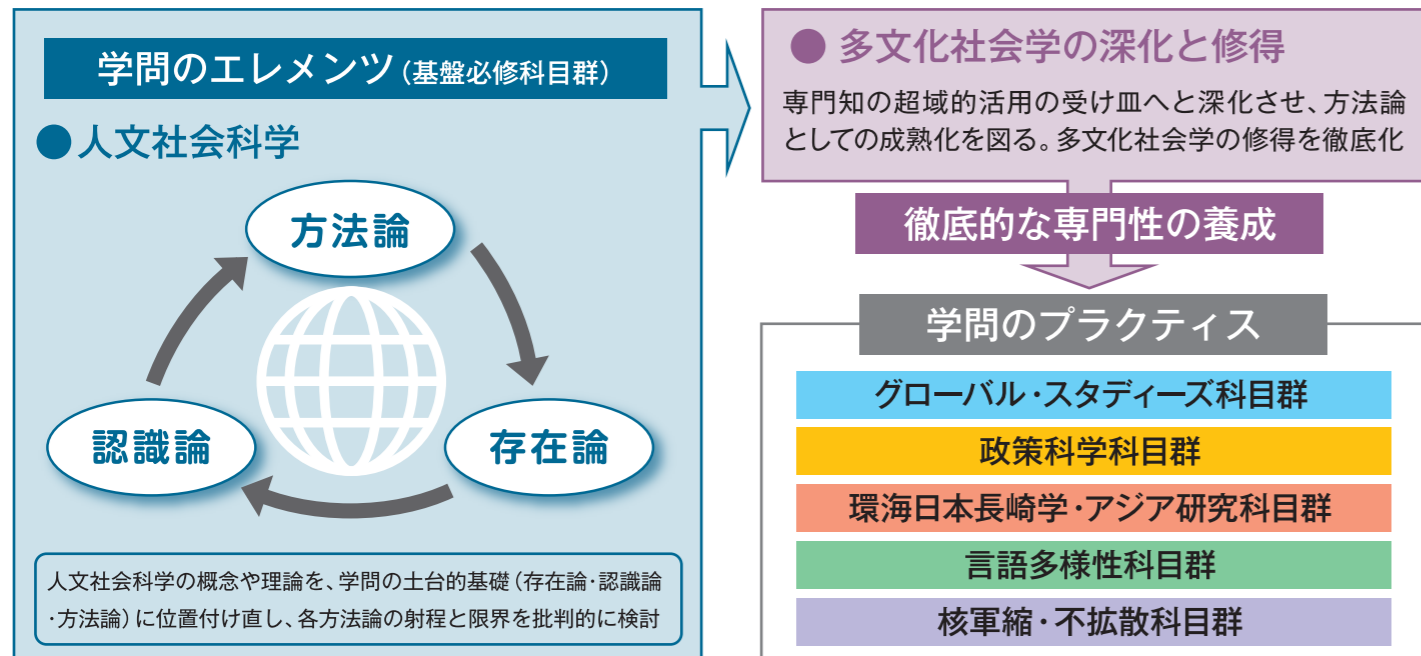 学問のエレメンツ(基盤必修科目群)
●人文社会科学
方法論
認識論
存在論
人文社会科学の概念や理論を、学問の土台的基礎(存在論・認識論
・方法論)に位置付け直し、各方法論の射程と限界を批判的に検討
● 多文化社会学の深化と修得
専門知の超域的活用の受け皿へと深化させ、方法論
としての成熟化を図る。多文化社会学の修得を徹底化
徹底的な専門性の養成
学問のプラクティス
グローバル・スタディーズ科目群
政策科学科目群
環海日本長崎学・アジア研究科目群
言語多様性科目群
核軍縮・不拡散科目群